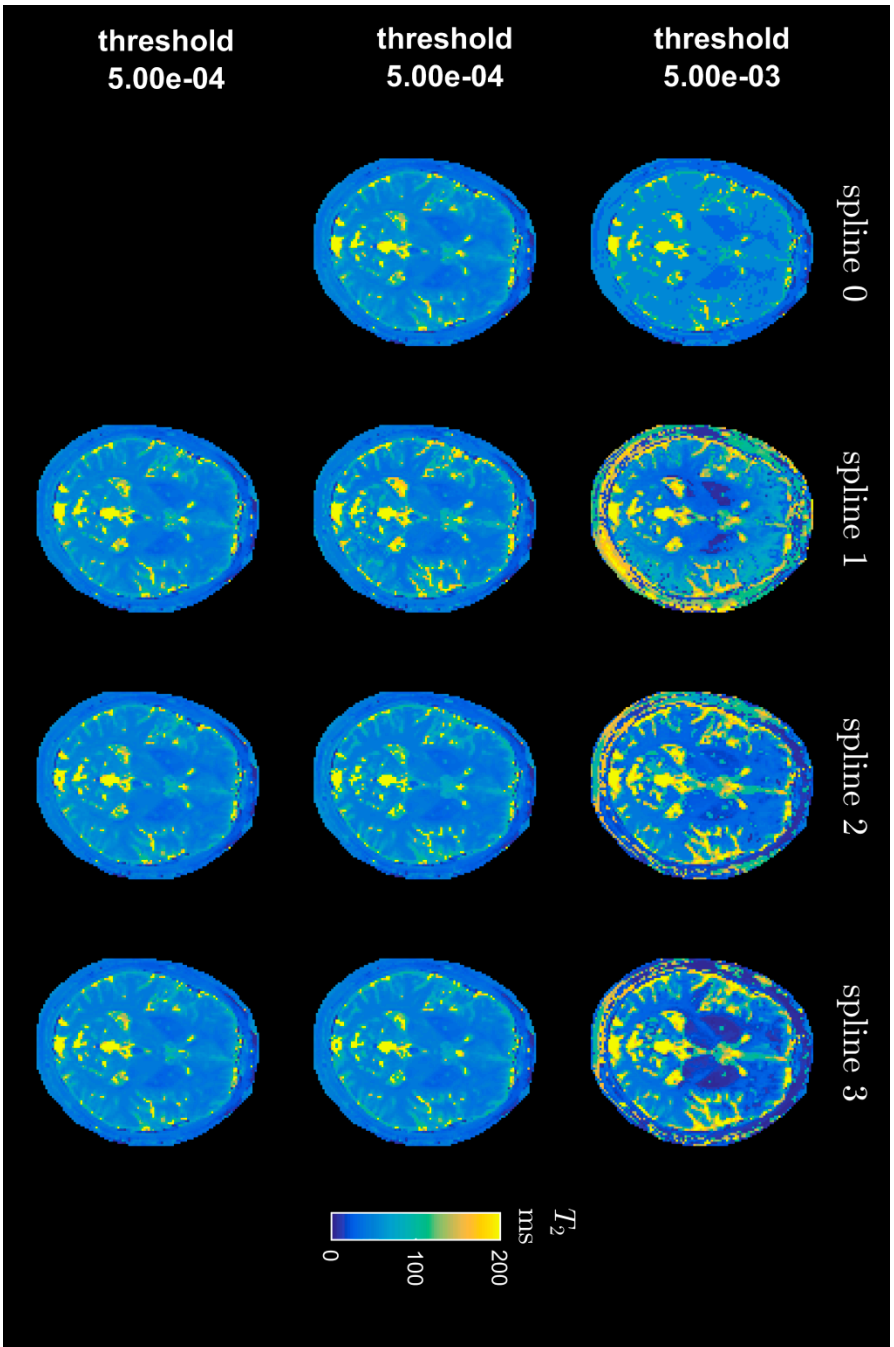 threshold
5.00e-04
threshold
5.00e-04
threshold
5.00e-03
spline 0
spline 1
spline 2
spline 3
T₂
ms
0
100
200